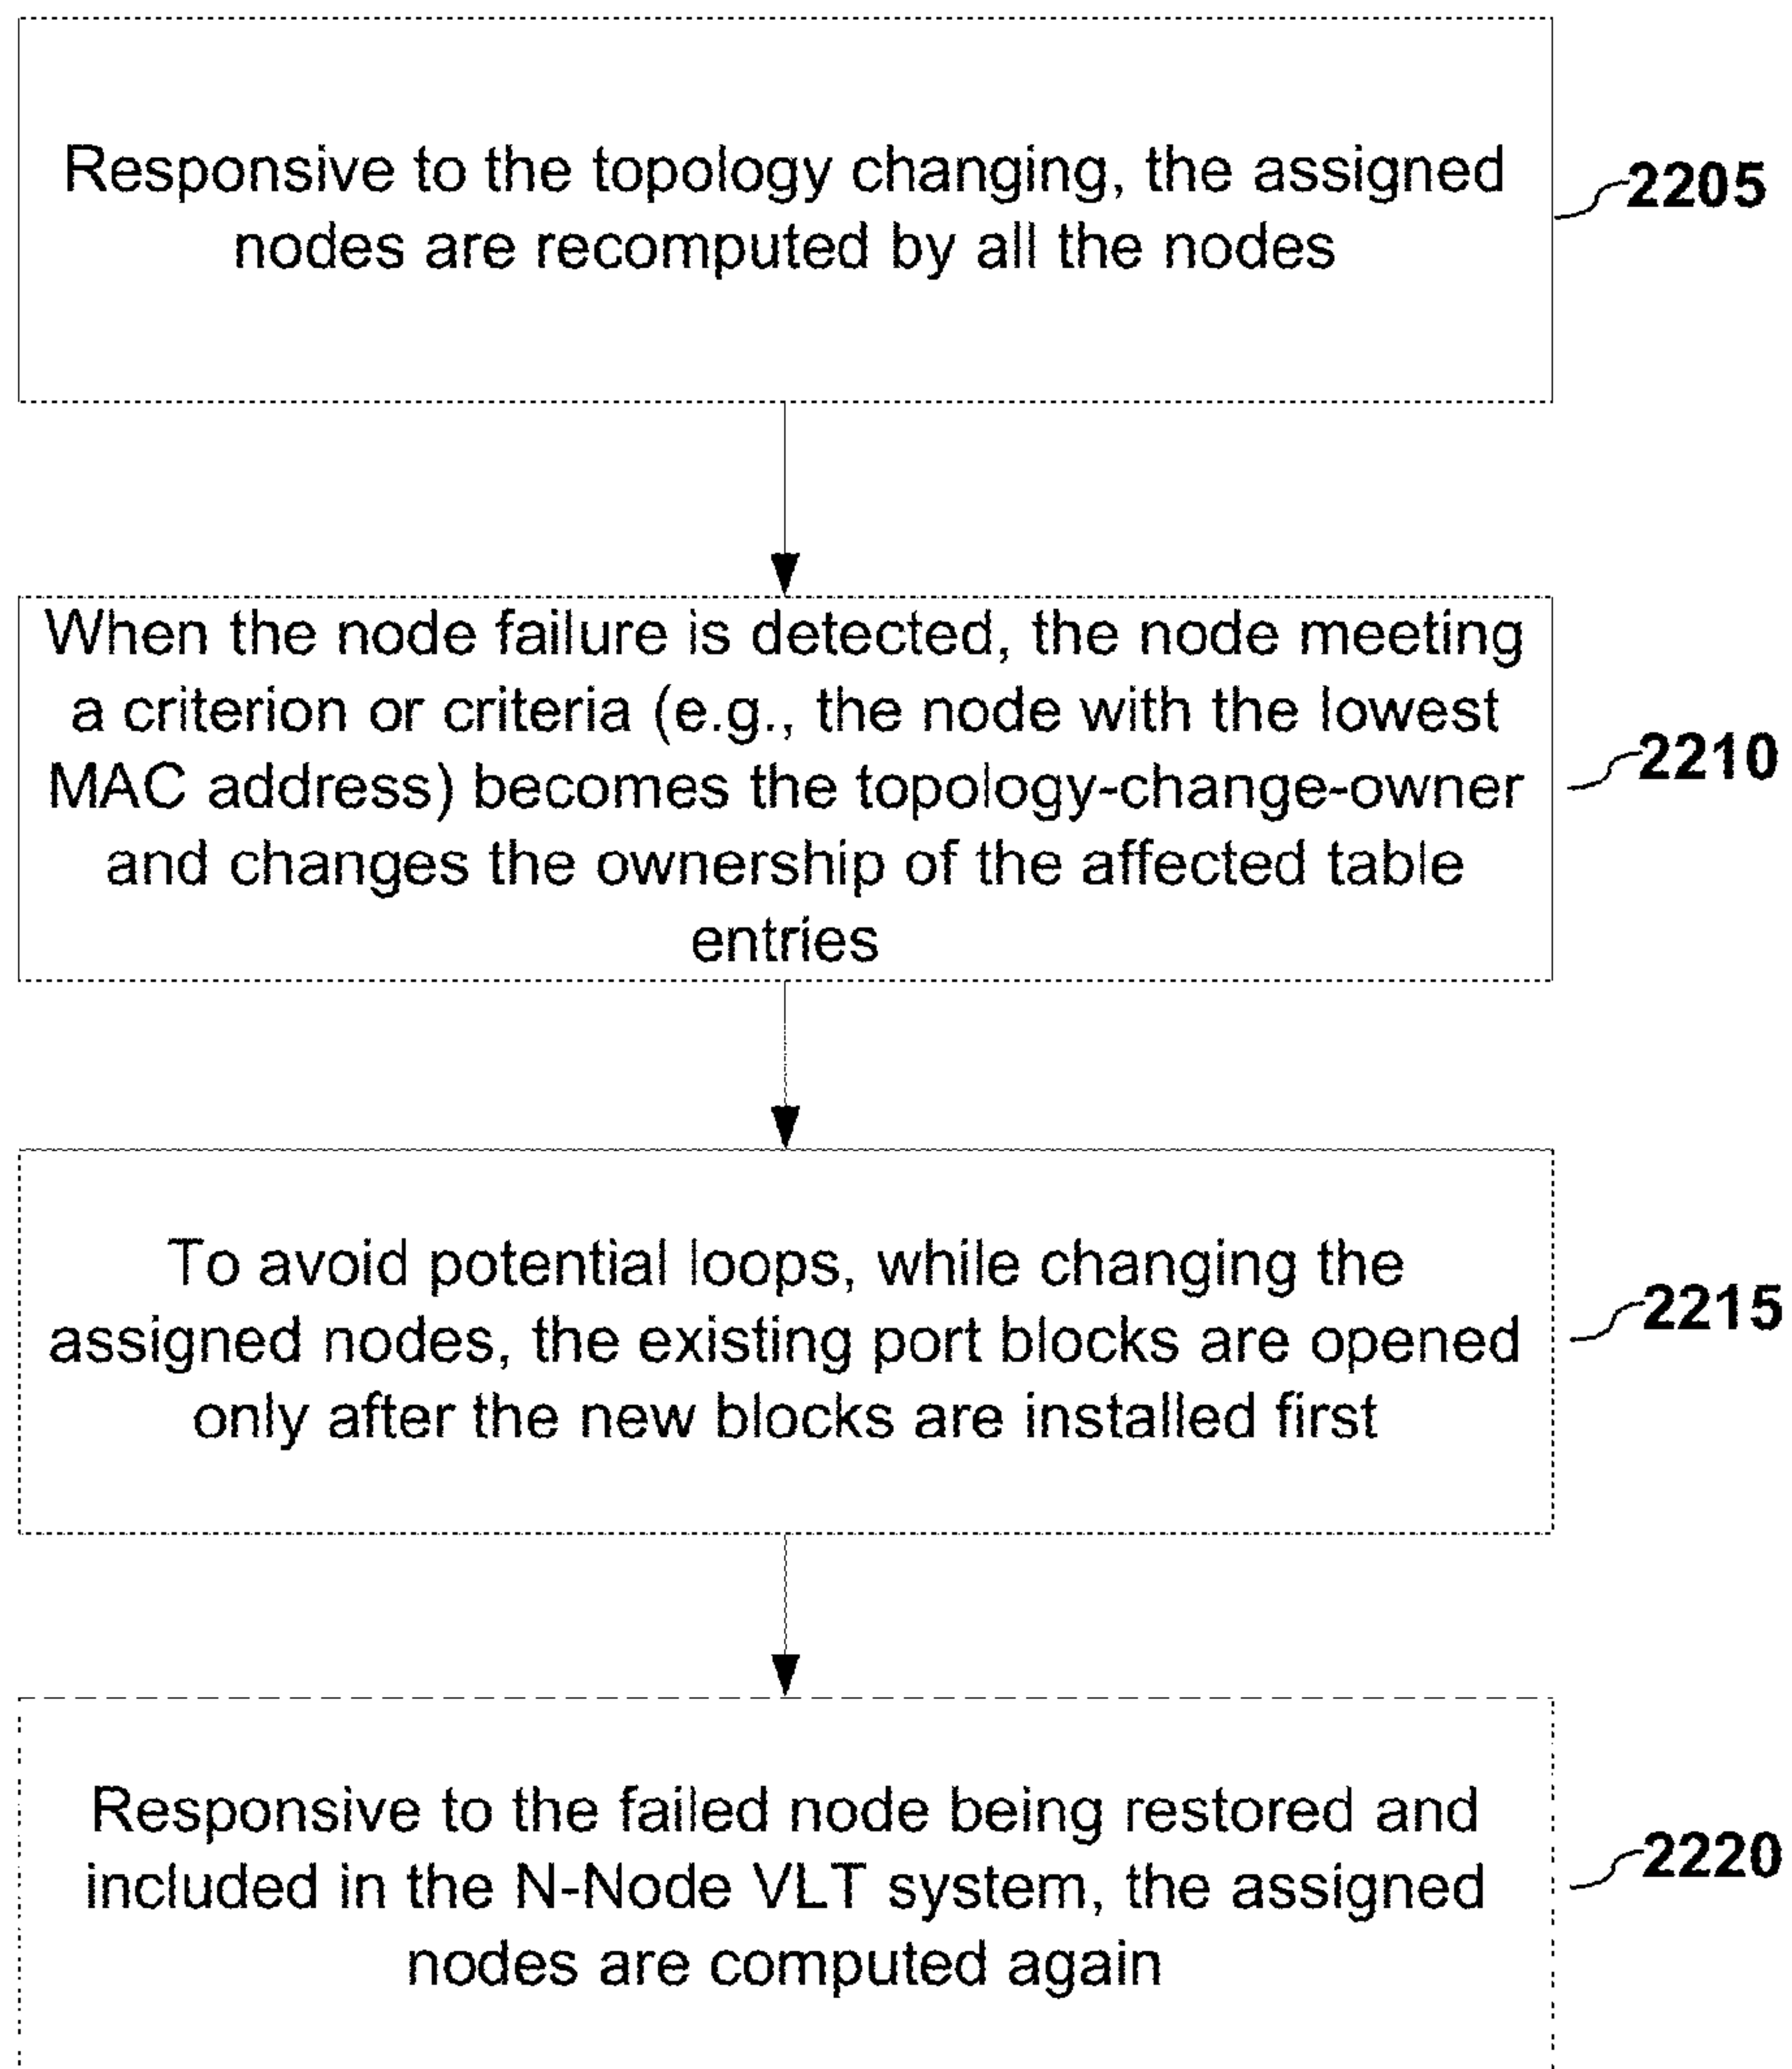 Responsive to the topology changing, the assigned
nodes are recomputed by all the nodes
2205
When the node failure is detected, the node meeting
a criterion or criteria (e.g., the node with the lowest
MAC address) becomes the topology-change-owner
and changes the ownership of the affected table
entries
2210
To avoid potential loops, while changing the
assigned nodes, the existing port blocks are opened
only after the new blocks are installed first
2215
Responsive to the failed node being restored and
included in the N-Node VLT system, the assigned
nodes are computed again
2220